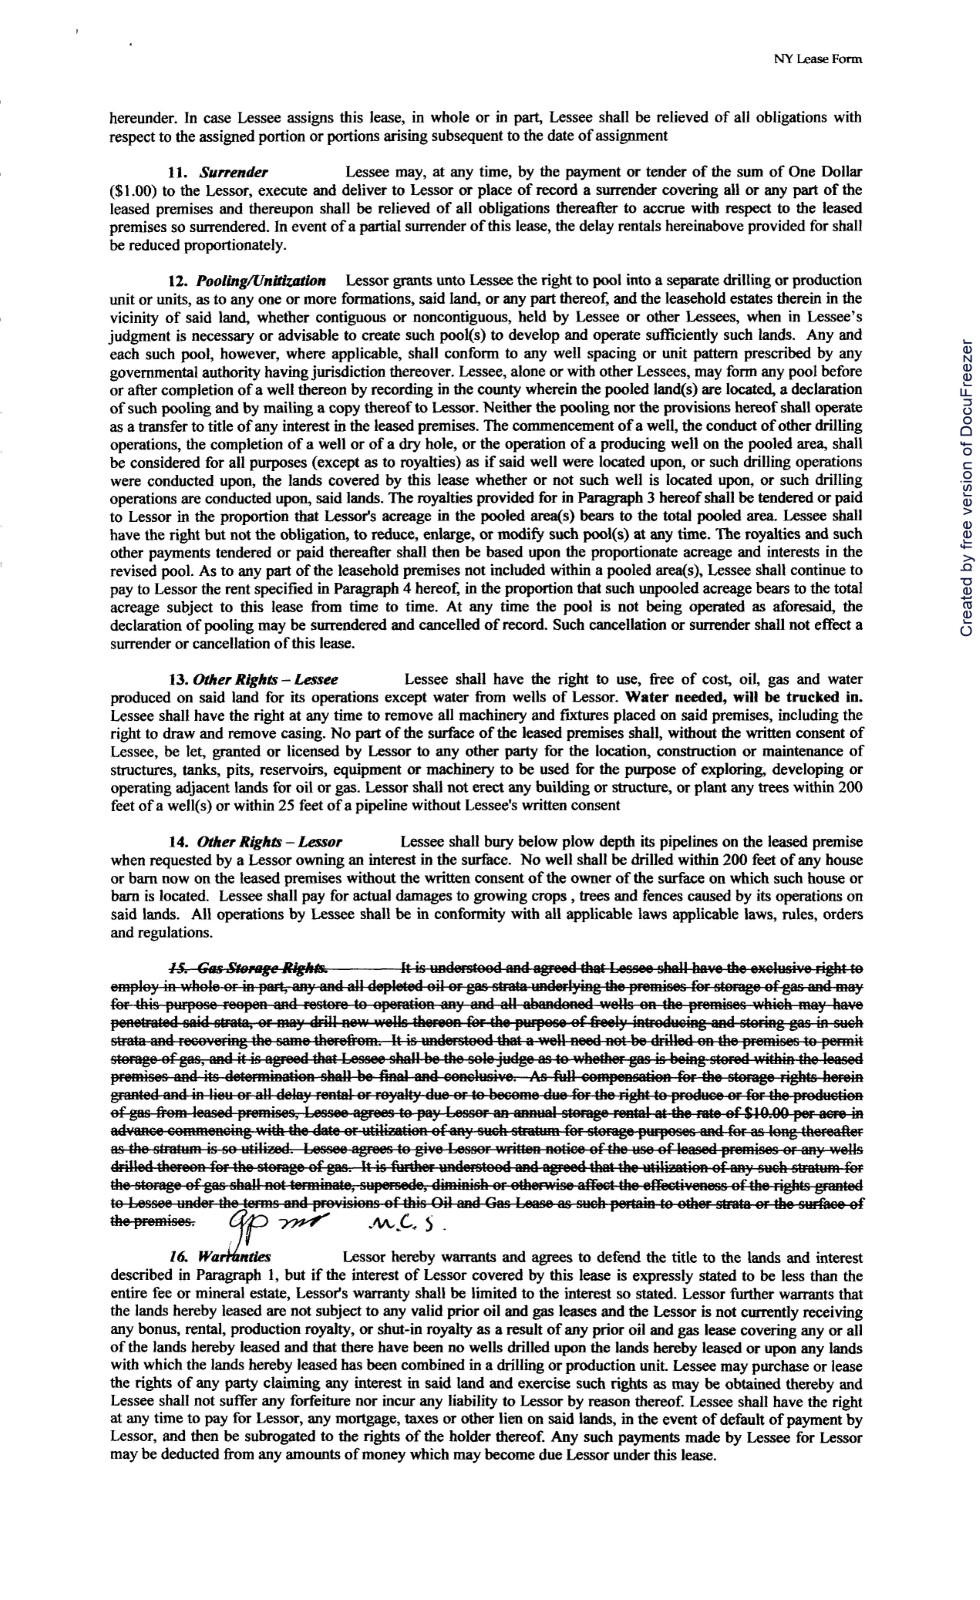 NY Lease Form
hereunder. In case Lessee assigns this lease, in whole or in part, Lessee shall be relieved of all obligations with
respect to the assigned portion or portions arising subsequent to the date of assignment
11. Surrender Lessee may, at any time, by the payment or tender of the sum of One Dollar
($1.00) to the Lessor, execute and deliver to Lessor or place of record a surrender covering all or any part of the
leased premises and thereupon shall be relieved of all obligations thereafter to accrue with respect to the leased
premises so surrendered. In event of a partial surrender of this lease, the delay rentals hereinabove provided for shall
be reduced proportionately.
12. Pooling/Unitization Lessor grants unto Lessee the right to pool into a separate drilling or production
unit or units, as to any one or more formations, said land, or any part thereof, and the leasehold estates therein in the
vicinity of said land, whether contiguous or noncontiguous, held by Lessee or other Lessees, when in Lessee's
judgment is necessary or advisable to create such pool(s) to develop and operate sufficiently such lands. Any and
each such pool, however, where applicable, shall conform to any well spacing or unit pattern prescribed by any
governmental authority having jurisdiction thereover. Lessee, alone or with other Lessees, may form any pool before
or after completion of a well thereon by recording in the county wherein the pooled land(s) are located, a declaration
of such pooling and by mailing a copy thereof to Lessor. Neither the pooling nor the provisions hereof shall operate
as a transfer to title of any interest in the leased premises. The commencement of a well, the conduct of other drilling
operations, the completion of a well or of a dry hole, or the operation of a producing well on the pooled area, shall
be considered for all purposes (except as to royalties) as if said well were located upon, or such drilling operations
were conducted upon, the lands covered by this lease whether or not such well is located upon, or such drilling
operations are conducted upon, said lands. The royalties provided for in Paragraph 3 hereof shall be tendered or paid
to Lessor in the proportion that Lessor's acreage in the pooled area(s) bears to the total pooled area. Lessee shall
have the right but not the obligation, to reduce, enlarge, or modify such pool(s) at any time. The royalties and such
other payments tendered or paid thereafter shall then be based upon the proportionate acreage and interests in the
revised pool. As to any part of the leasehold premises not included within a pooled area(s), Lessee shall continue to
pay to Lessor the rent specified in Paragraph 4 hereof, in the proportion that such unpooled acreage bears to the total
acreage subject to this lease from time to time. At any time the pool is not being operated as aforesaid, the
declaration of pooling may be surrendered and cancelled of record. Such cancellation or surrender shall not effect a
surrender or cancellation of this lease.
13. Other Rights – Lessee Lessee shall have the right to use, free of cost, oil, gas and water
produced on said land for its operations except water from wells of Lessor. Water needed, will be trucked in.
Lessee shall have the right at any time to remove all machinery and fixtures placed on said premises, including the
right to draw and remove casing. No part of the surface of the leased premises shall, without the written consent of
Lessee, be let, granted or licensed by Lessor to any other party for the location, construction or maintenance of
structures, tanks, pits, reservoirs, equipment or machinery to be used for the purpose of exploring, developing or
operating adjacent lands for oil or gas. Lessor shall not erect any building or structure, or plant any trees within 200
feet of a well(s) or within 25 feet of a pipeline without Lessee's written consent
14. Other Rights – Lessor Lessee shall bury below plow depth its pipelines on the leased premise
when requested by a Lessor owning an interest in the surface. No well shall be drilled within 200 feet of any house
or barn now on the leased premises without the written consent of the owner of the surface on which such house or
barn is located. Lessee shall pay for actual damages to growing crops , trees and fences caused by its operations on
said lands. All operations by Lessee shall be in conformity with all applicable laws applicable laws, rules, orders
and regulations.
15. Gas Storage Rights. It is understood and agreed that Lessee shall have the exclusive right to
employ in whole or in part, any and all depleted oil or gas strata underlying the premises for storage of gas and may
for this purpose reopen and restore to operation any and all abandoned wells on the premises which may have
penetrated said strata, or may drill new wells thereon for the purpose of freely introducing and storing gas in such
strata and recovering the same therefrom. It is understood that a well need not be drilled on the premises to permit
storage of gas, and it is agreed that Lessee shall be the sole judge as to whether gas is being stored within the leased
premises and its determination shall be final and conclusive. As full compensation for the storage rights herein
granted and in lieu or all delay rental or royalty due or to become due for the right to produce or for the production
of gas from leased premises, Lessee agrees to pay Lessor an annual storage rental at the rate of $10.00 per acre in
advance commencing with the date or utilization of any such stratum for storage purposes and for as long thereafter
as the stratum is so utilized. Lessee agrees to give Lessor written notice of the use of leased premises or any wells
drilled thereon for the storage of gas. It is further understood and agreed that the utilization of any such stratum for
the storage of gas shall not terminate, supersede, diminish or otherwise affect the effectiveness of the rights granted
to Lessee under the terms and provisions of this Oil and Gas Lease as such pertain to other strata or the surface of
the premises. M.C.S.
16. Warranties Lessor hereby warrants and agrees to defend the title to the lands and interest
described in Paragraph 1, but if the interest of Lessor covered by this lease is expressly stated to be less than the
entire fee or mineral estate, Lessor's warranty shall be limited to the interest so stated. Lessor further warrants that
the lands hereby leased are not subject to any valid prior oil and gas leases and the Lessor is not currently receiving
any bonus, rental, production royalty, or shut-in royalty as a result of any prior oil and gas lease covering any or all
of the lands hereby leased and that there have been no wells drilled upon the lands hereby leased or upon any lands
with which the lands hereby leased has been combined in a drilling or production unit. Lessee may purchase or lease
the rights of any party claiming any interest in said land and exercise such rights as may be obtained thereby and
Lessee shall not suffer any forfeiture nor incur any liability to Lessor by reason thereof. Lessee shall have the right
at any time to pay for Lessor, any mortgage, taxes or other lien on said lands, in the event of default of payment by
Lessor, and then be subrogated to the rights of the holder thereof. Any such payments made by Lessee for Lessor
may be deducted from any amounts of money which may become due Lessor under this lease.
Created by free version of DocuFreezer